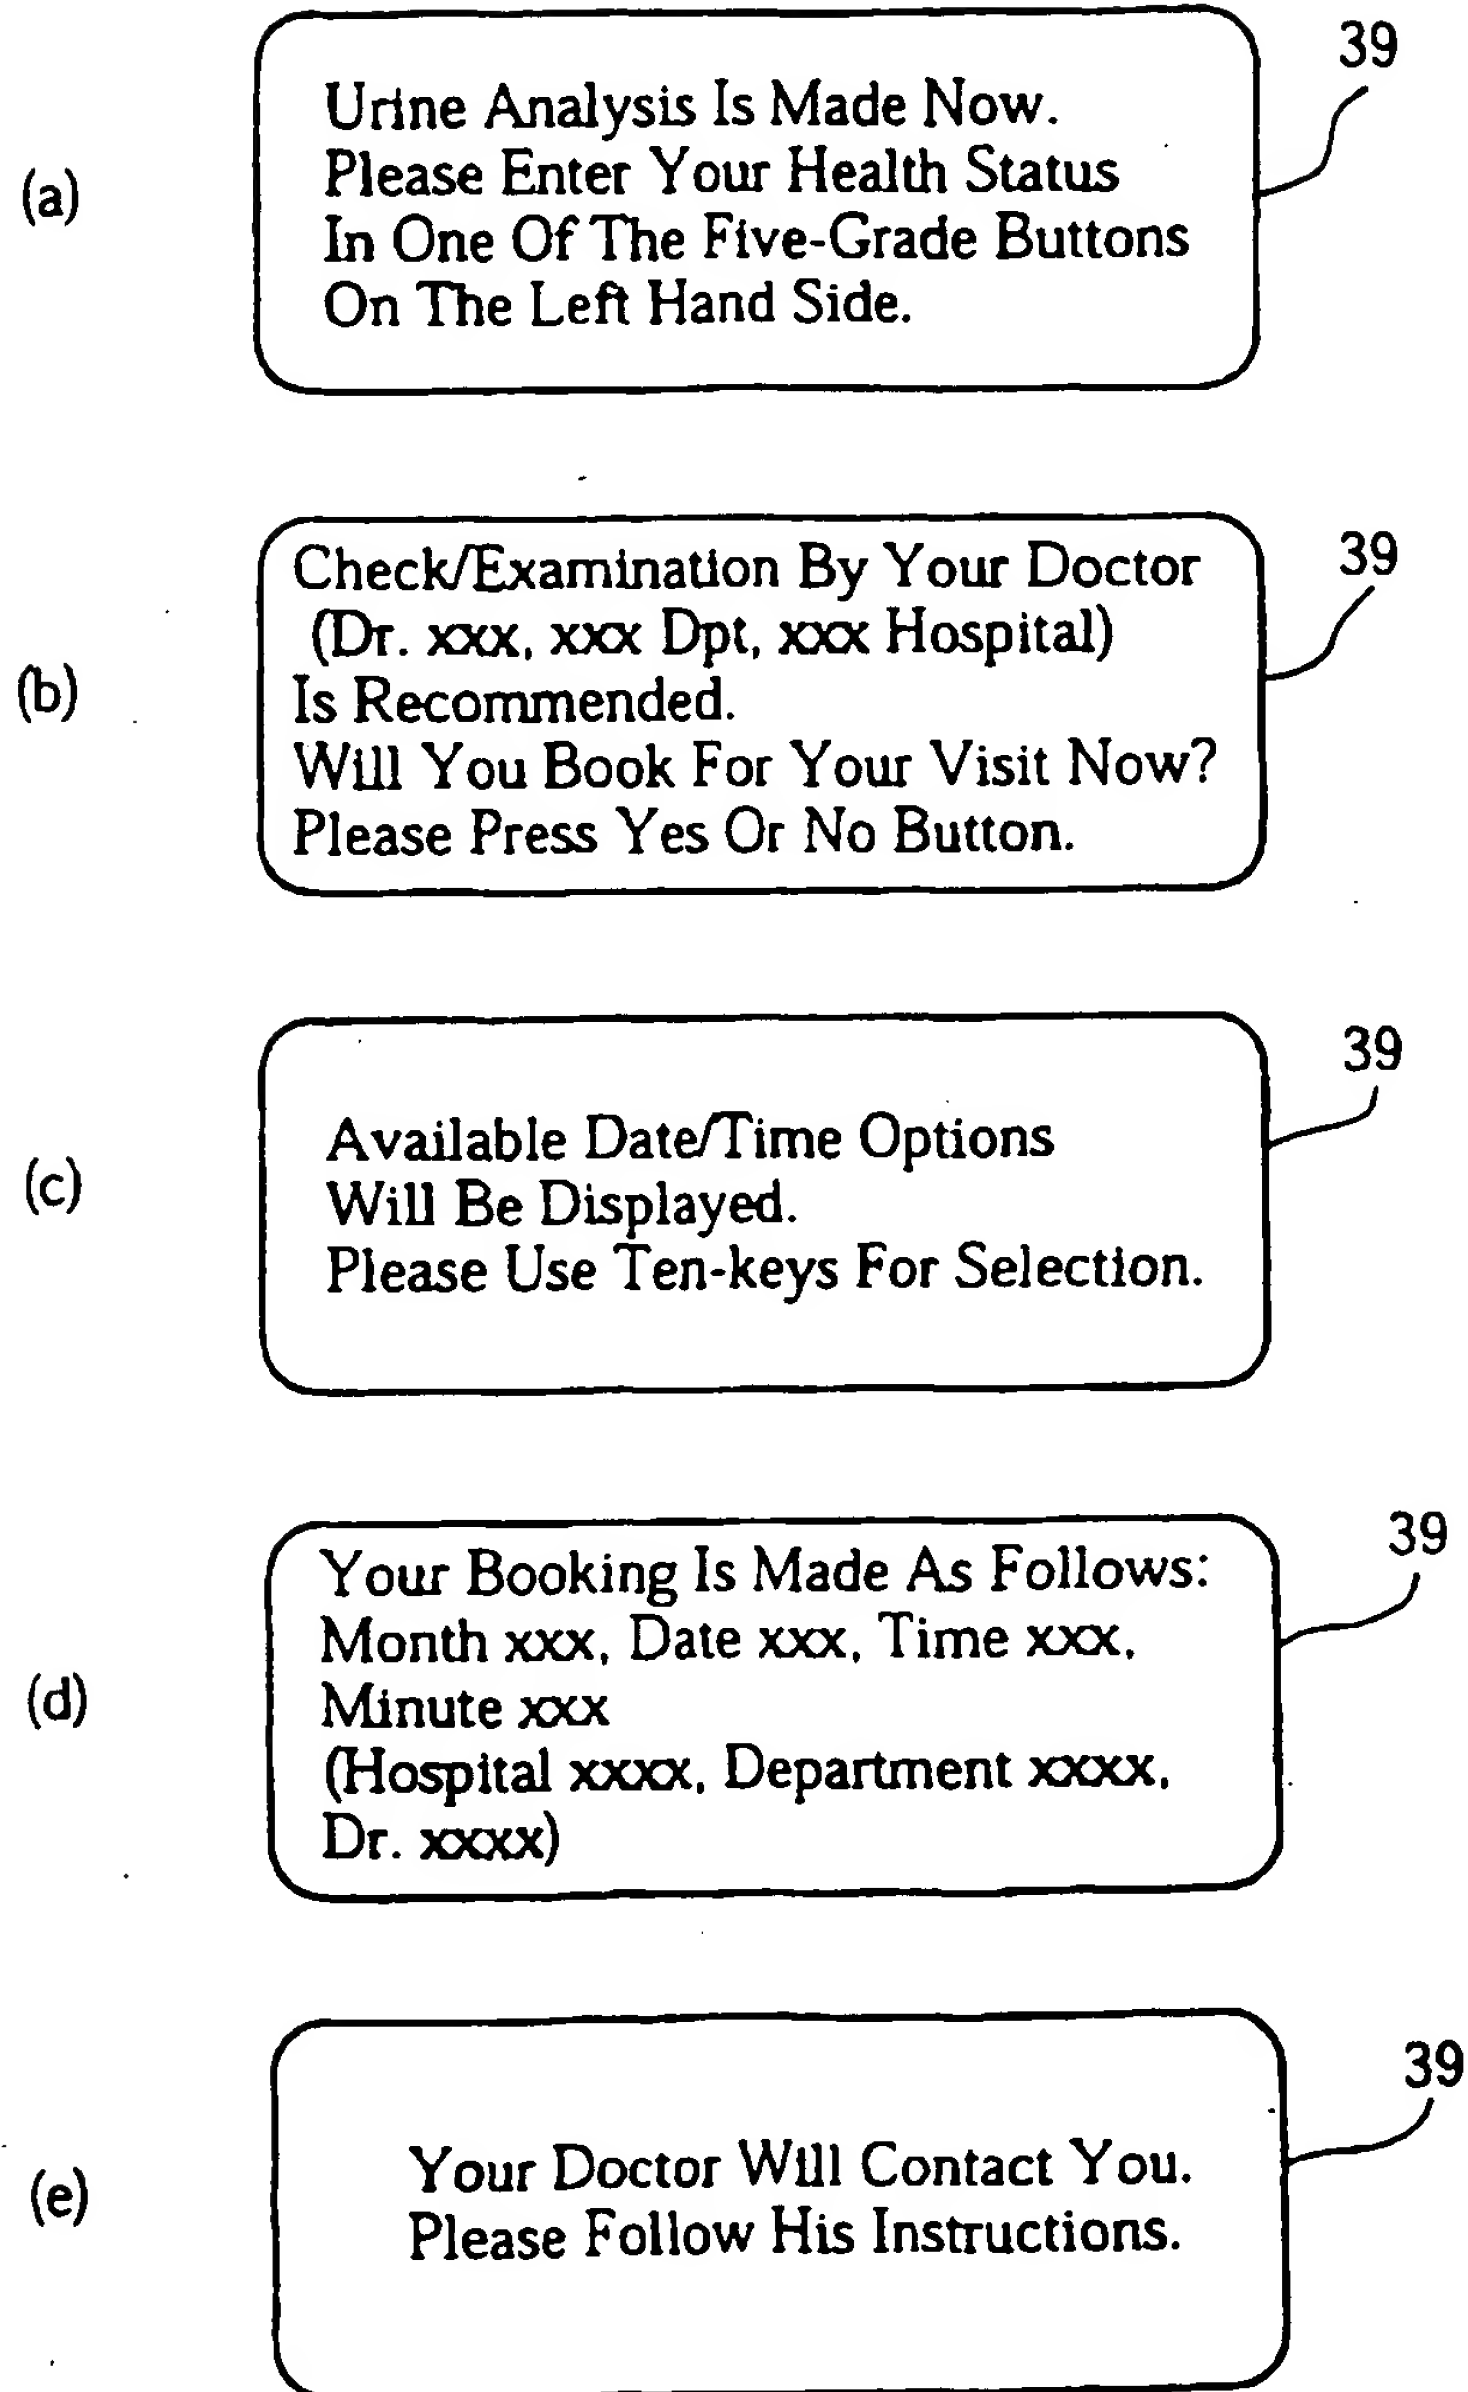 39
(a)
Urine Analysis Is Made Now.
Please Enter Your Health Status
In One Of The Five-Grade Buttons
On The Left Hand Side.
39
(b)
Check/Examination By Your Doctor
(Dr. xxx, xxx Dpt, xxx Hospital)
Is Recommended.
Will You Book For Your Visit Now?
Please Press Yes Or No Button.
39
(c)
Available Date/Time Options
Will Be Displayed.
Please Use Ten-keys For Selection.
39
(d)
Your Booking Is Made As Follows:
Month xxx, Date xxx, Time xxx,
Minute xxx
(Hospital xxxx, Department xxxx,
Dr. xxxx)
39
(e)
Your Doctor Will Contact You.
Please Follow His Instructions.